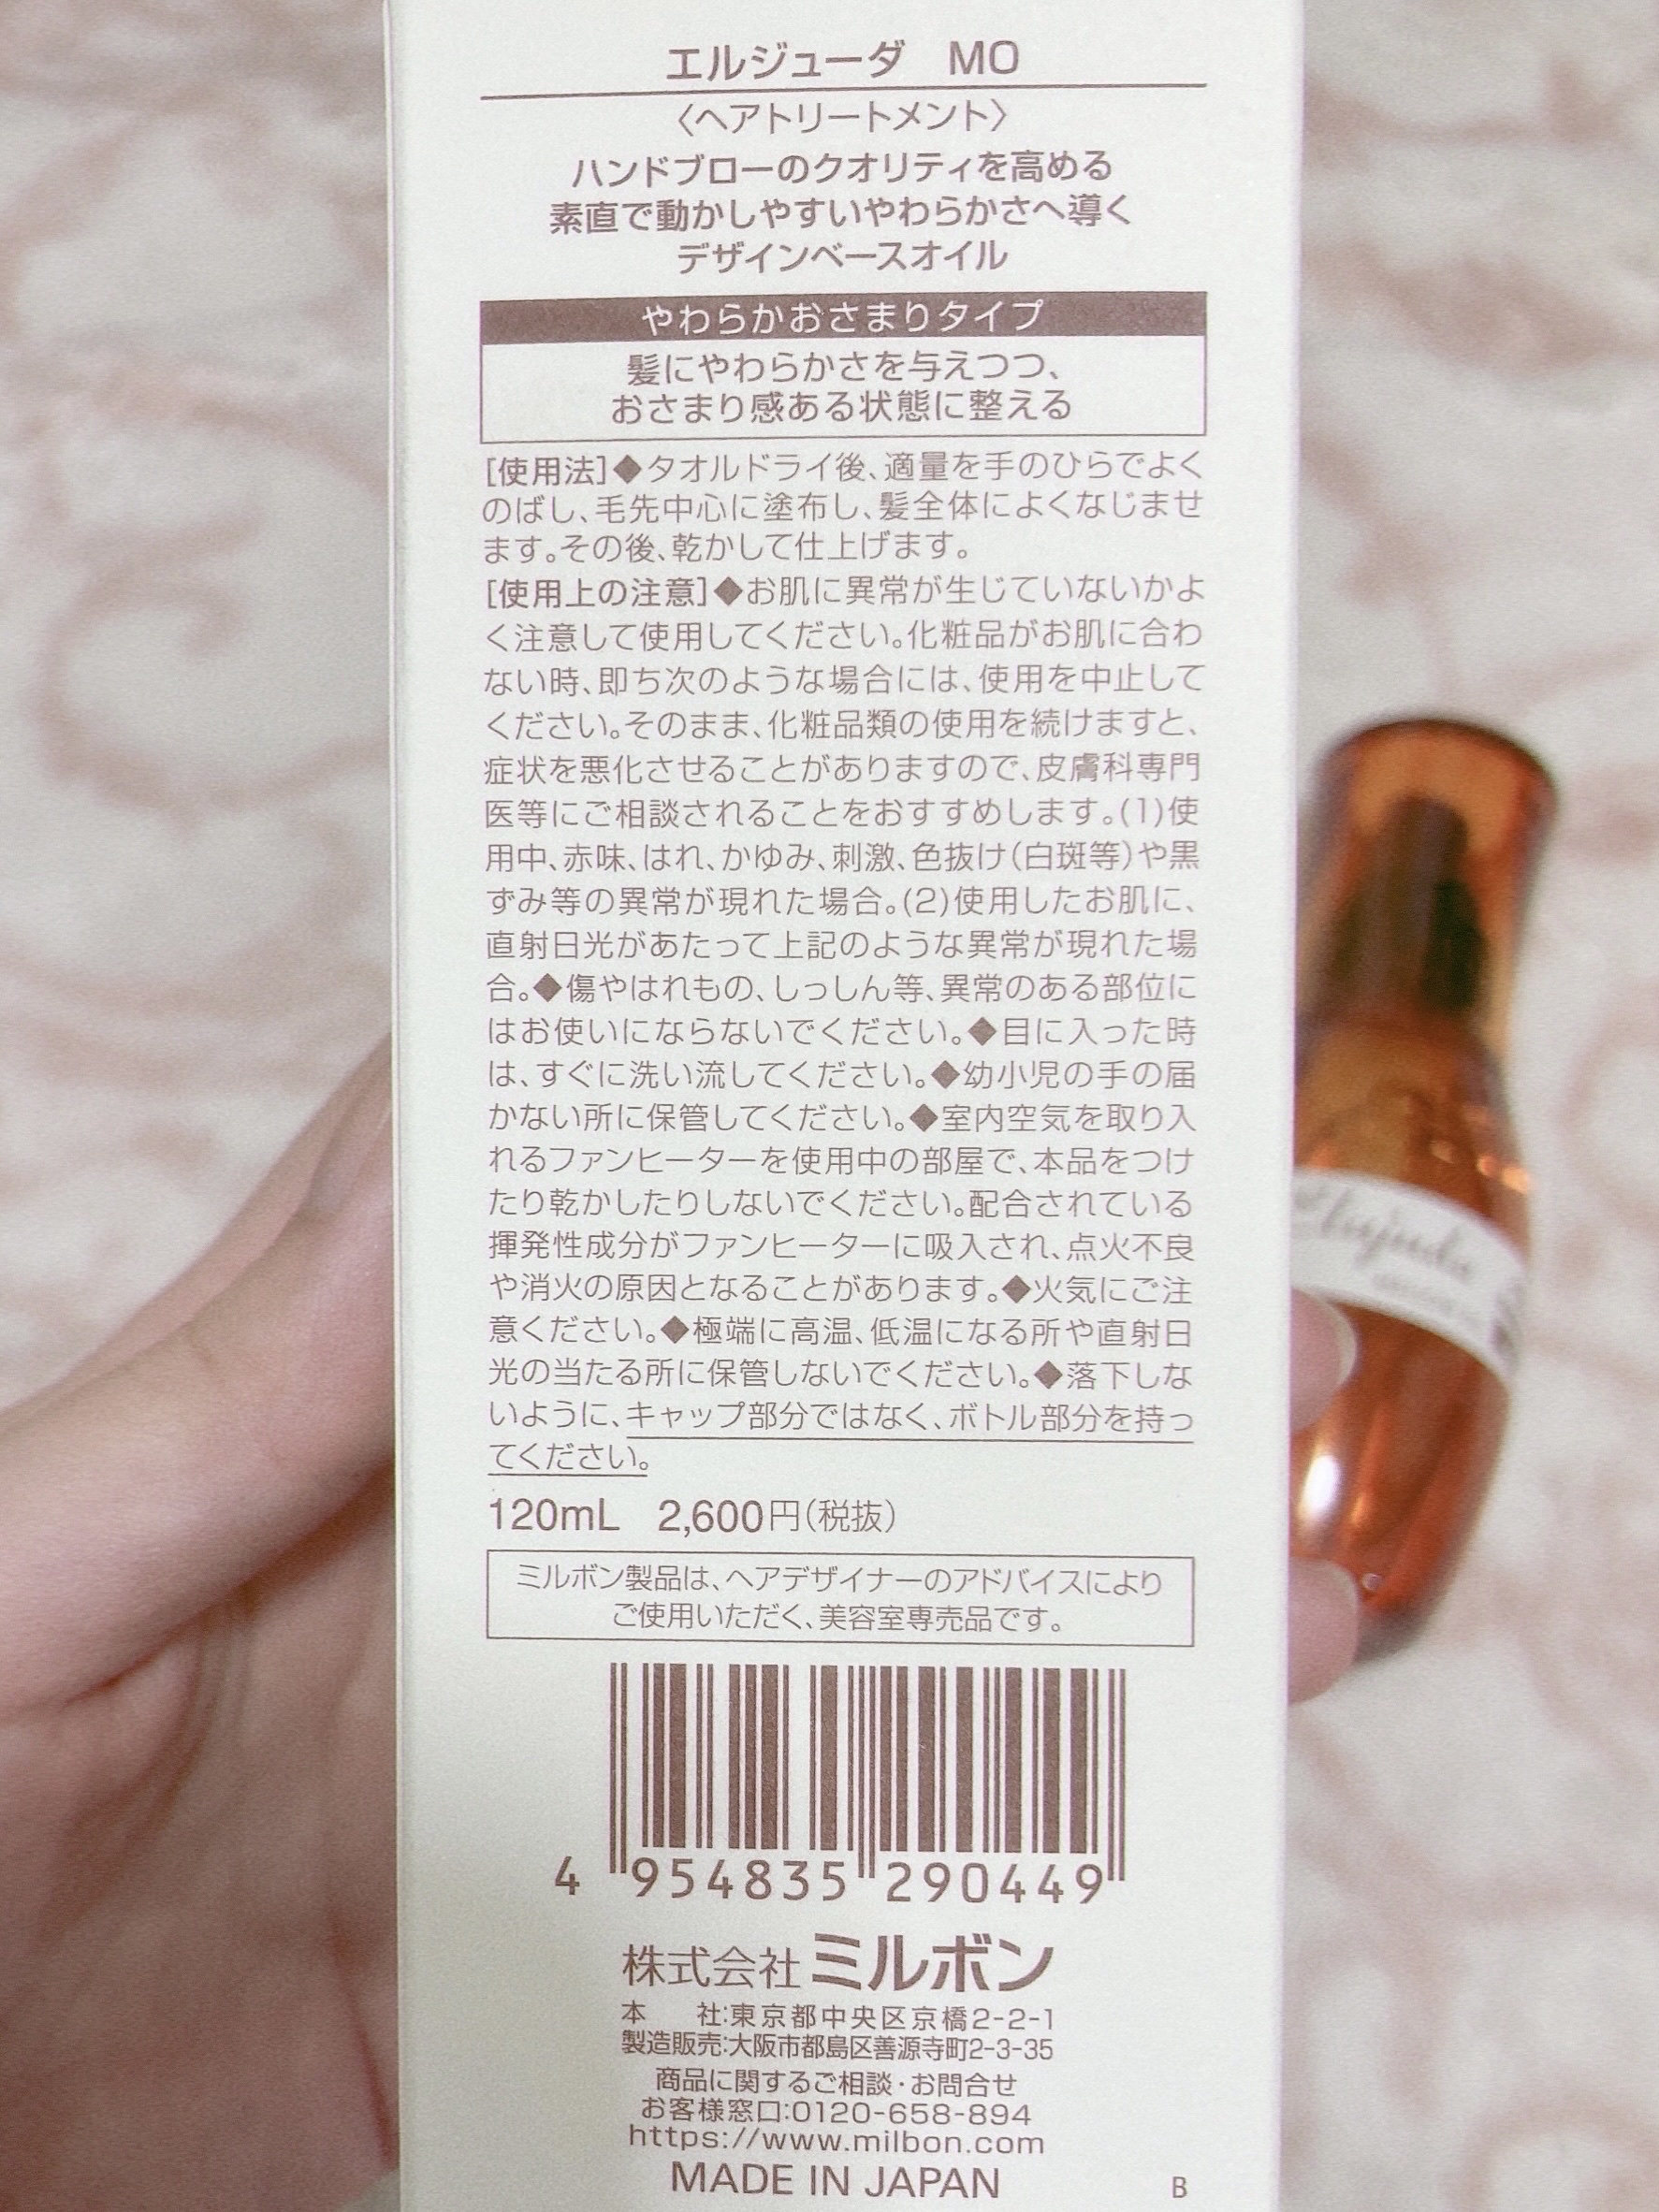 エルジューダ　MO
〈ヘアトリートメント〉
ハンドブローのクオリティを高める
素直で動かしやすいやわらかさへ導く
デザインベースオイル
やわらかおさまりタイプ
髪にやわらかさを与えつつ、
おさまり感ある状態に整える
[使用法]◆タオルドライ後、適量を手のひらでよく
のばし、毛先中心に塗布し、髪全体によくなじませ
ます。その後、乾かして仕上げます。
[使用上の注意]◆お肌に異常が生じていないかよ
く注意して使用してください。化粧品がお肌に合わ
ない時、即ち次のような場合には、使用を中止して
ください。そのまま、化粧品類の使用を続けますと、
症状を悪化させることがありますので、皮膚科専門
医等にご相談されることをおすすめします。(1)使
用中、赤味、はれ、かゆみ、刺激、色抜け(白斑等)や黒
ずみ等の異常が現れた場合。(2)使用したお肌に、
直射日光があたって上記のような異常が現れた場
合。◆傷やはれもの、しっしん等、異常のある部位に
はお使いにならないでください。◆目に入った時
は、すぐに洗い流してください。◆幼小児の手の届
かない所に保管してください。◆室内空気を取り入
れるファンヒーターを使用中の部屋で、本品をつけ
たり乾かしたりしないでください。配合されている
揮発性成分がファンヒーターに吸入され、点火不良
や消火の原因となることがあります。◆火気にご注
意ください。◆極端に高温、低温になる所や直射日
光の当たる所に保管しないでください。◆落下しな
いように、キャップ部分ではなく、ボトル部分を持っ
てください。
120mL　2,600円(税抜)
ミルボン製品は、ヘアデザイナーのアドバイスにより
ご使用いただく、美容室専売品です。
4 954835 290449
株式会社 ミルボン
本　　社:東京都中央区京橋2-2-1
製造販売:大阪市都島区善源寺町2-3-35
商品に関するご相談・お問合せ
お客様窓口:0120-658-894
https://www.milbon.com
MADE IN JAPAN
B
Elujuda